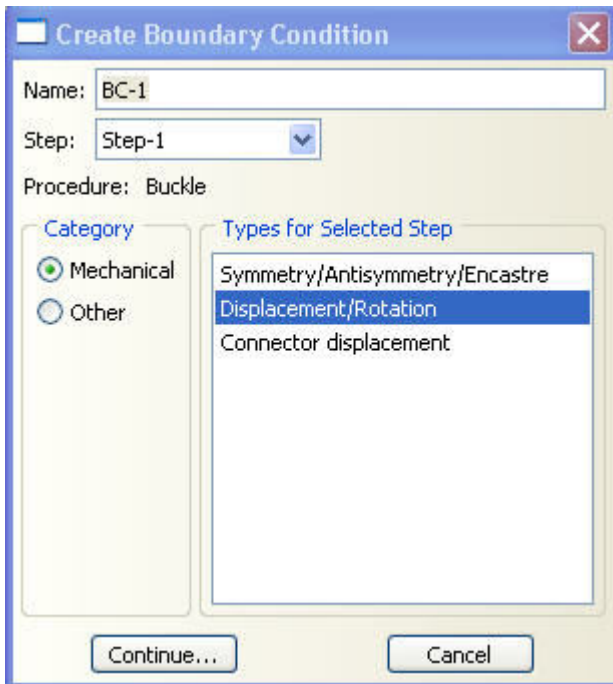 Create Boundary Condition
Name: BC-1
Step: Step-1
Procedure: Buckle
Category
Mechanical
Other
Types for Selected Step
Symmetry/Antisymmetry/Encastre
Displacement/Rotation
Connector displacement
Continue... Cancel